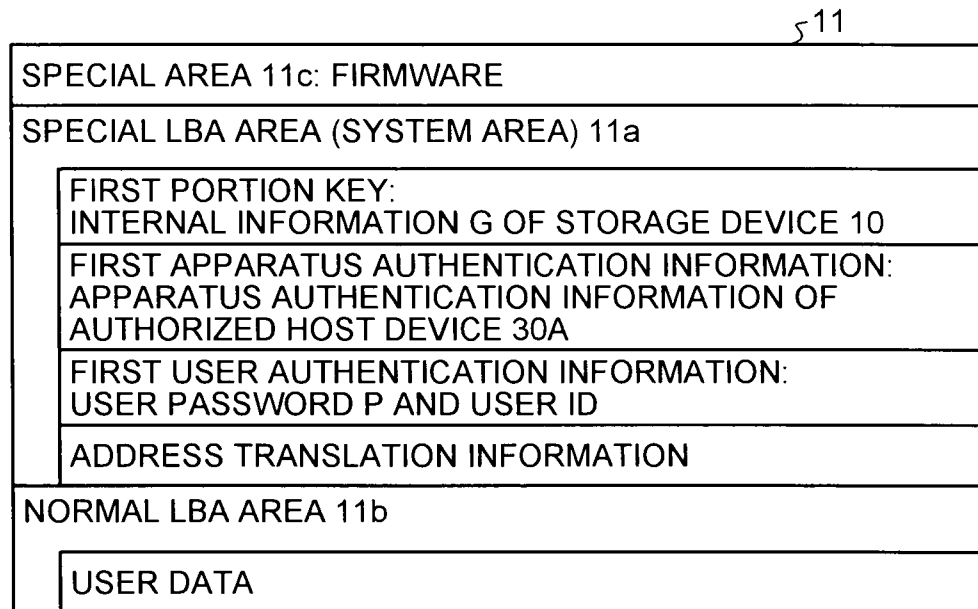 11
SPECIAL AREA 11c: FIRMWARE
SPECIAL LBA AREA (SYSTEM AREA) 11a
FIRST PORTION KEY:
INTERNAL INFORMATION G OF STORAGE DEVICE 10
FIRST APPARATUS AUTHENTICATION INFORMATION:
APPARATUS AUTHENTICATION INFORMATION OF
AUTHORIZED HOST DEVICE 30A
FIRST USER AUTHENTICATION INFORMATION:
USER PASSWORD P AND USER ID
ADDRESS TRANSLATION INFORMATION
NORMAL LBA AREA 11b
USER DATA